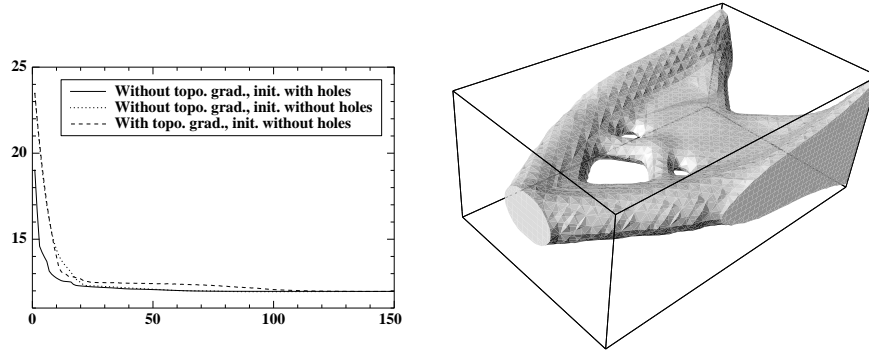 25
20
15
0
50
100
150
Without topo. grad., init. with holes
Without topo. grad., init. without holes
With topo. grad., init. without holes